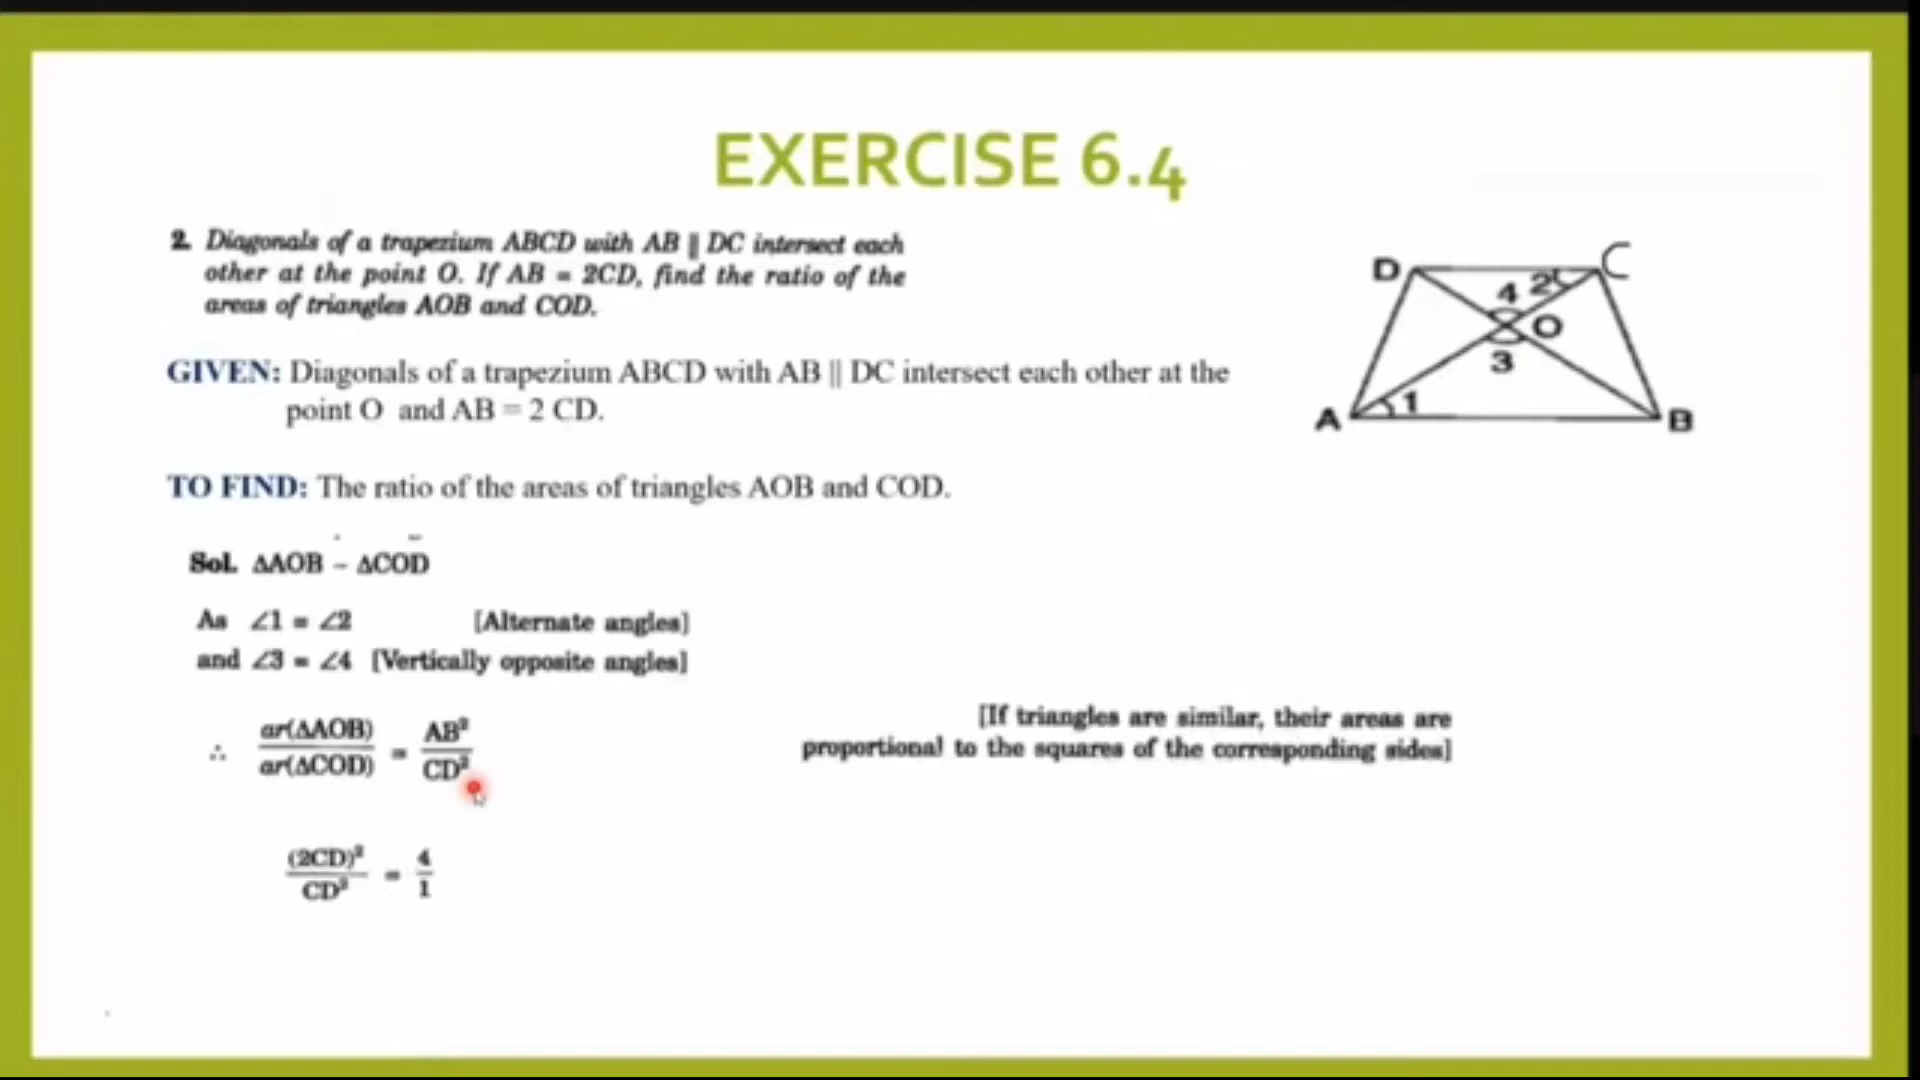 EXERCISE 6.4
2. Diagonals of a trapezium ABCD with AB || DC intersect each
other at the point O. If AB = 2CD, find the ratio of the
areas of triangles AOB and COD.
GIVEN: Diagonals of a trapezium ABCD with AB || DC intersect each other at the
point O and AB = 2 CD.
TO FIND: The ratio of the areas of triangles AOB and COD.
Sol. ΔAOB ~ ΔCOD
As ∠1 = ∠2 [Alternate angles]
and ∠3 = ∠4 [Vertically opposite angles]
∴ ar(ΔAOB)/ar(ΔCOD) = AB²/CD²
[If triangles are similar, their areas are
proportional to the squares of the corresponding sides]
(2CD)²/CD² = 4/1
D C
4 2
O
3
1
A B